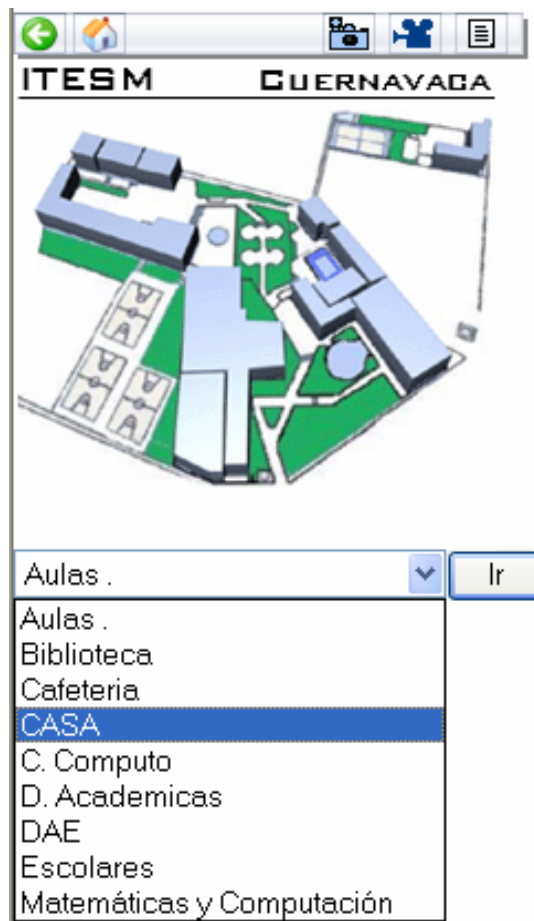 ITESM CUERNAVACA
Aulas . Ir
Aulas .
Biblioteca
Cafeteria
CASA
C. Computo
D. Academicas
DAE
Escolares
Matemáticas y Computación